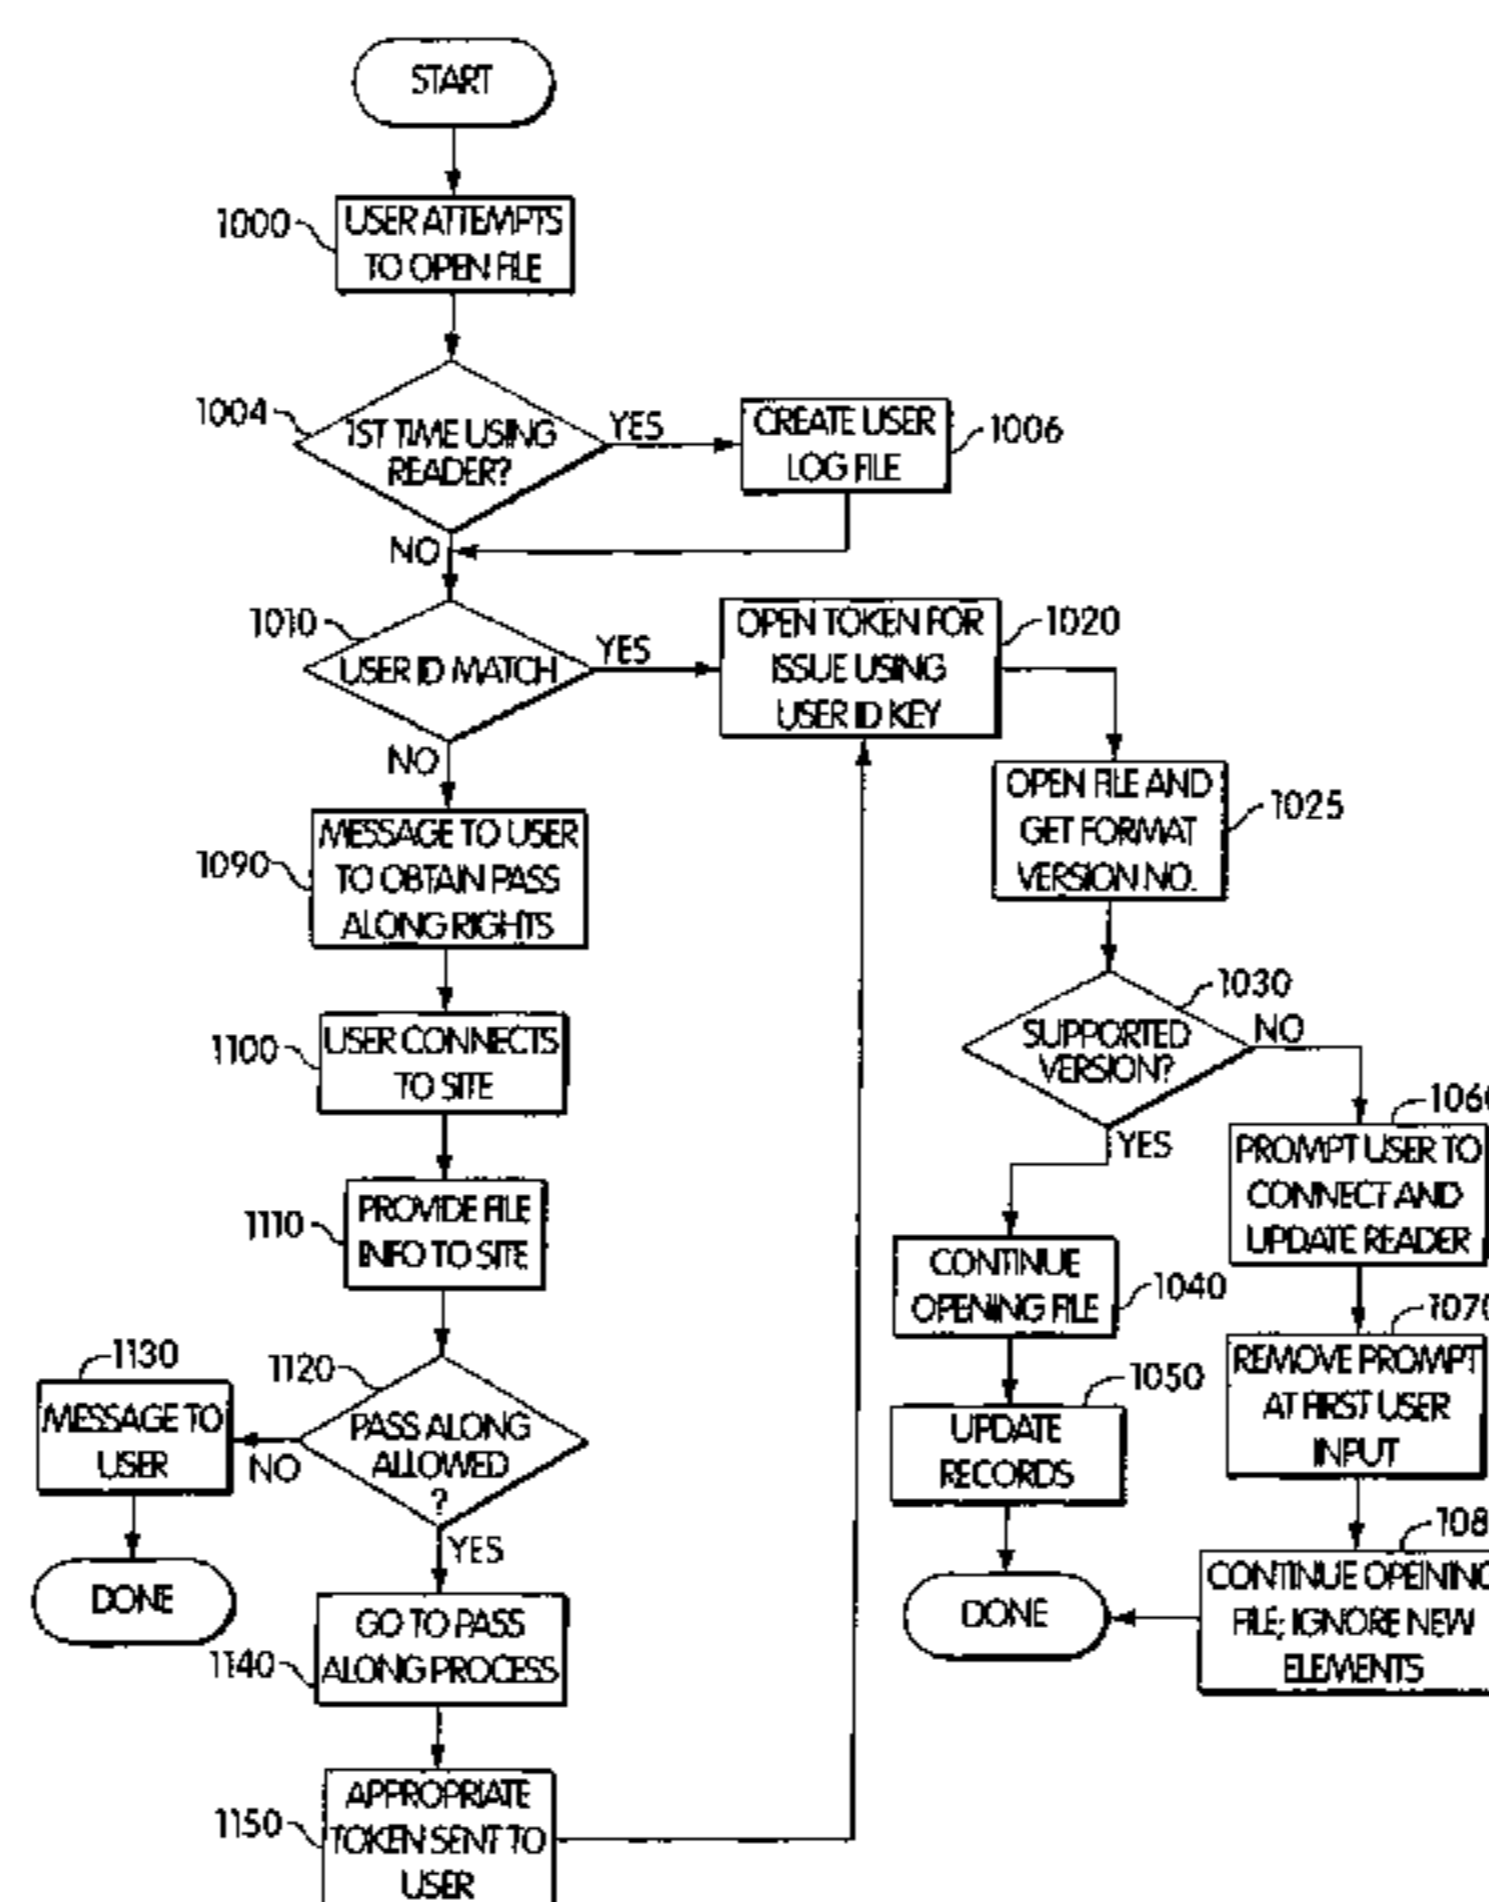 START
1000
USER ATTEMPTS
TO OPEN FILE
1004
1ST TIME USING
READER?
YES
CREATE USER
LOG FILE
1006
NO
1010
USER ID MATCH
YES
OPEN TOKEN FOR
ISSUE USING
USER ID KEY
1020
NO
OPEN FILE AND
GET FORMAT
VERSION NO.
1025
1090
MESSAGE TO USER
TO OBTAIN PASS
ALONG RIGHTS
1030
SUPPORTED
VERSION?
NO
YES
1100
USER CONNECTS
TO SITE
1060
PROMPT USER TO
CONNECT AND
UPDATE READER
1110
PROVIDE FILE
INFO TO SITE
CONTINUE
OPENING FILE
1040
1070
REMOVE PROMPT
AT FIRST USER
INPUT
1130
MESSAGE TO
USER
1120
PASS ALONG
ALLOWED
?
NO
YES
1050
UPDATE
RECORDS
108
CONTINUE OPEINING
FILE; IGNORE NEW
ELEMENTS
DONE
DONE
1140
GO TO PASS
ALONG PROCESS
1150
APPROPRIATE
TOKEN SENT TO
USER